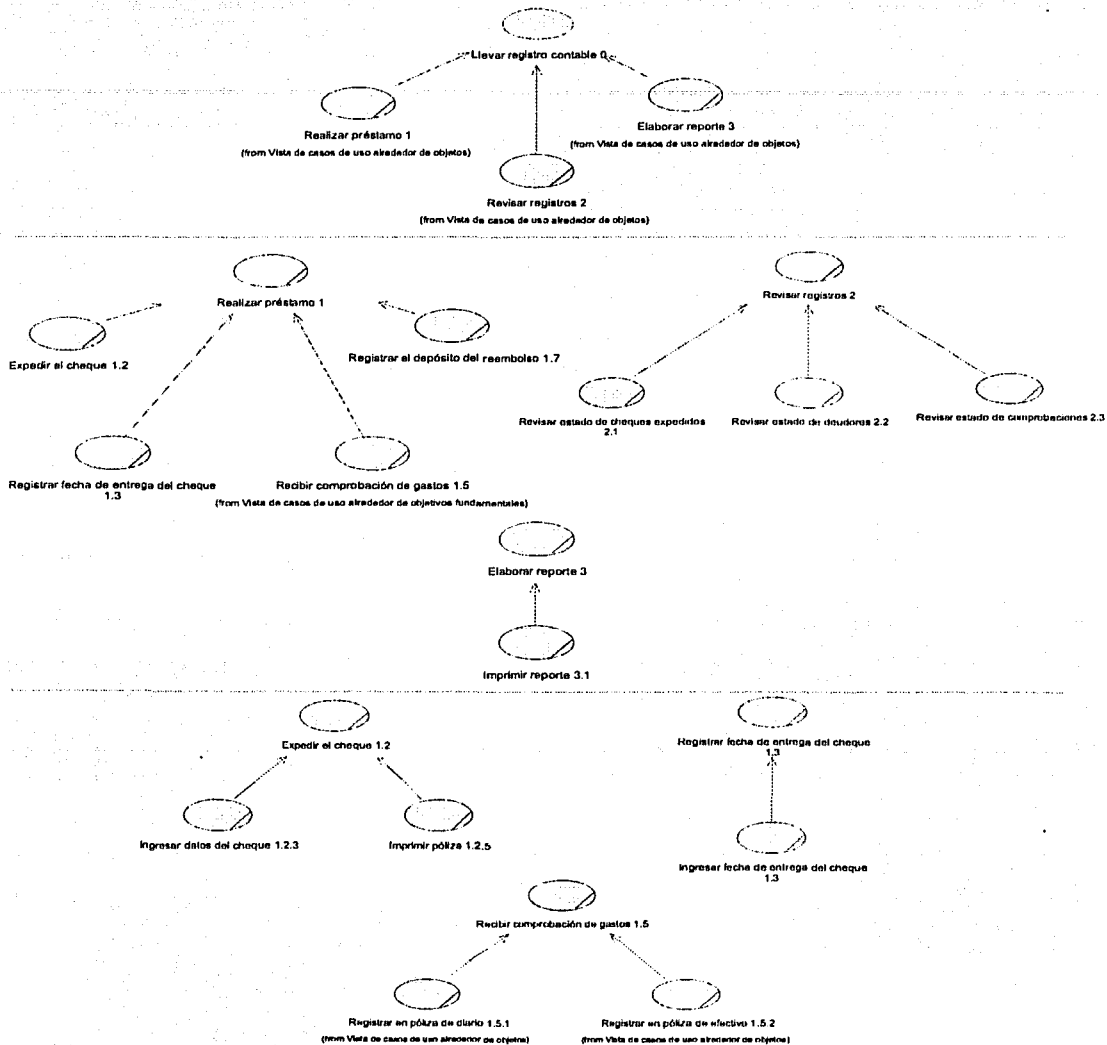 Llevar registro contable 0
Realizar préstamo 1
(from Vista de casos de uso alrededor de objetos)
Elaborar reporte 3
(from Vista de casos de uso alrededor de objetos)
Revisar registros 2
(from Vista de casos de uso alrededor de objetos)
Realizar préstamo 1
Revisar registros 2
Expedir el cheque 1.2
Registrar el depósito del reembolso 1.7
Revisar estado de cheques expedidos
2.1
Revisar estado de deudores 2.2
Revisar estado de comprobaciones 2.3
Registrar fecha de entrega del cheque
1.3
Recibir comprobación de gastos 1.5
(from Vista de casos de uso alrededor de objetivos fundamentales)
Elaborar reporte 3
Imprimir reporte 3.1
Expedir el cheque 1.2
Registrar fecha de entrega del cheque
1.3
Ingresar datos del cheque 1.2.3
Imprimir póliza 1.2.5
Ingresar fecha de entrega del cheque
1.3
Recibir comprobación de gastos 1.5
Registrar en póliza de diario 1.5.1
(from Vista de casos de uso alrededor de objetos)
Registrar en póliza de efectivo 1.5.2
(from Vista de casos de uso alrededor de objetos)